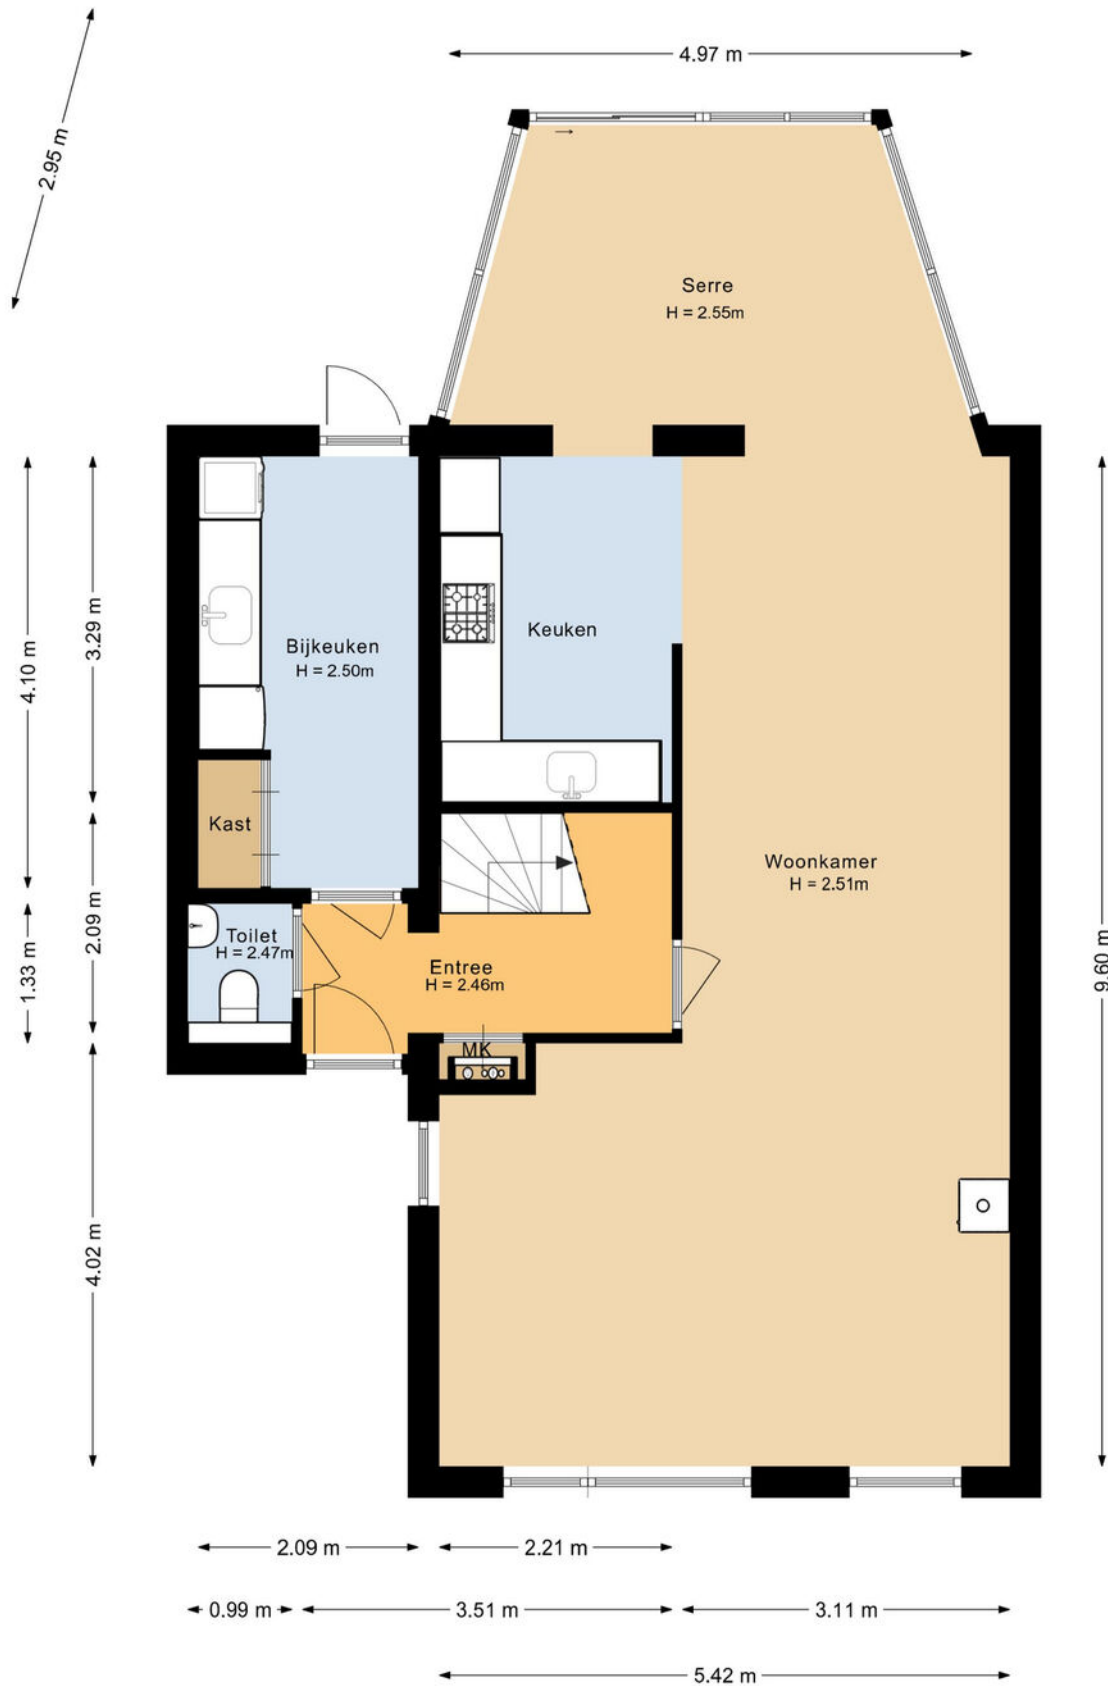 4.97 m
2.95 m
Serre
H = 2.55m
Keuken
Bijkeuken
H = 2.50m
3.29 m
4.10 m
Kast
Woonkamer
H = 2.51m
Toilet
H = 2.47m
Entree
H = 2.46m
2.09 m
1.33 m
9.60 m
MK
4.02 m
2.09 m
2.21 m
0.99 m
3.51 m
3.11 m
5.42 m